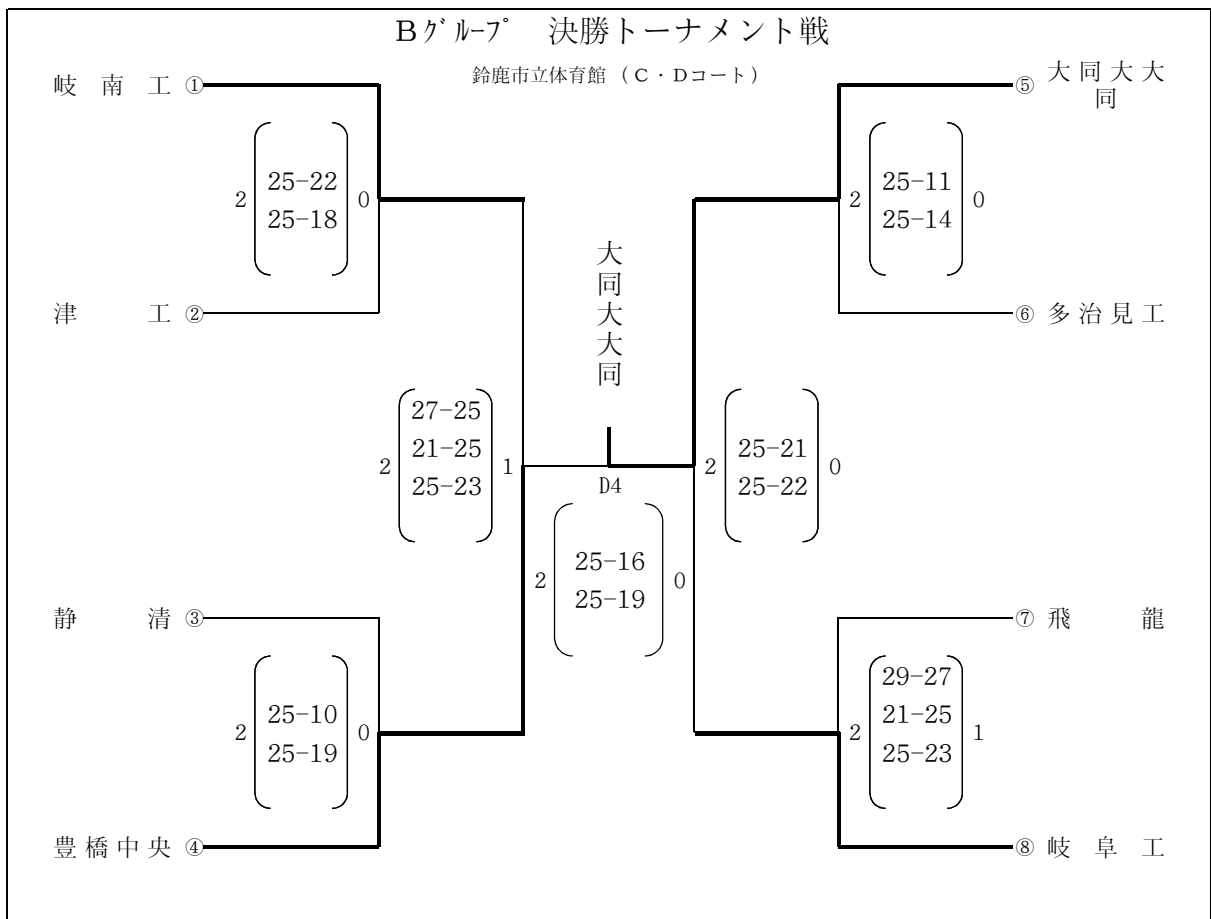 Bグループ 決勝トーナメント戦
鈴鹿市立体育館(C・Dコート)
岐南工 ①
⑤ 大同大大
同
2 25-22 0
25-18
2 25-11 0
25-14
大同大大同
津工 ②
⑥ 多治見工
27-25
2 21-25 1
25-23
2 25-21 0
25-22
D4
2 25-16 0
25-19
静清 ③
⑦ 飛龍
2 25-10 0
25-19
29-27
2 21-25 1
25-23
豊橋中央 ④
⑧ 岐阜工